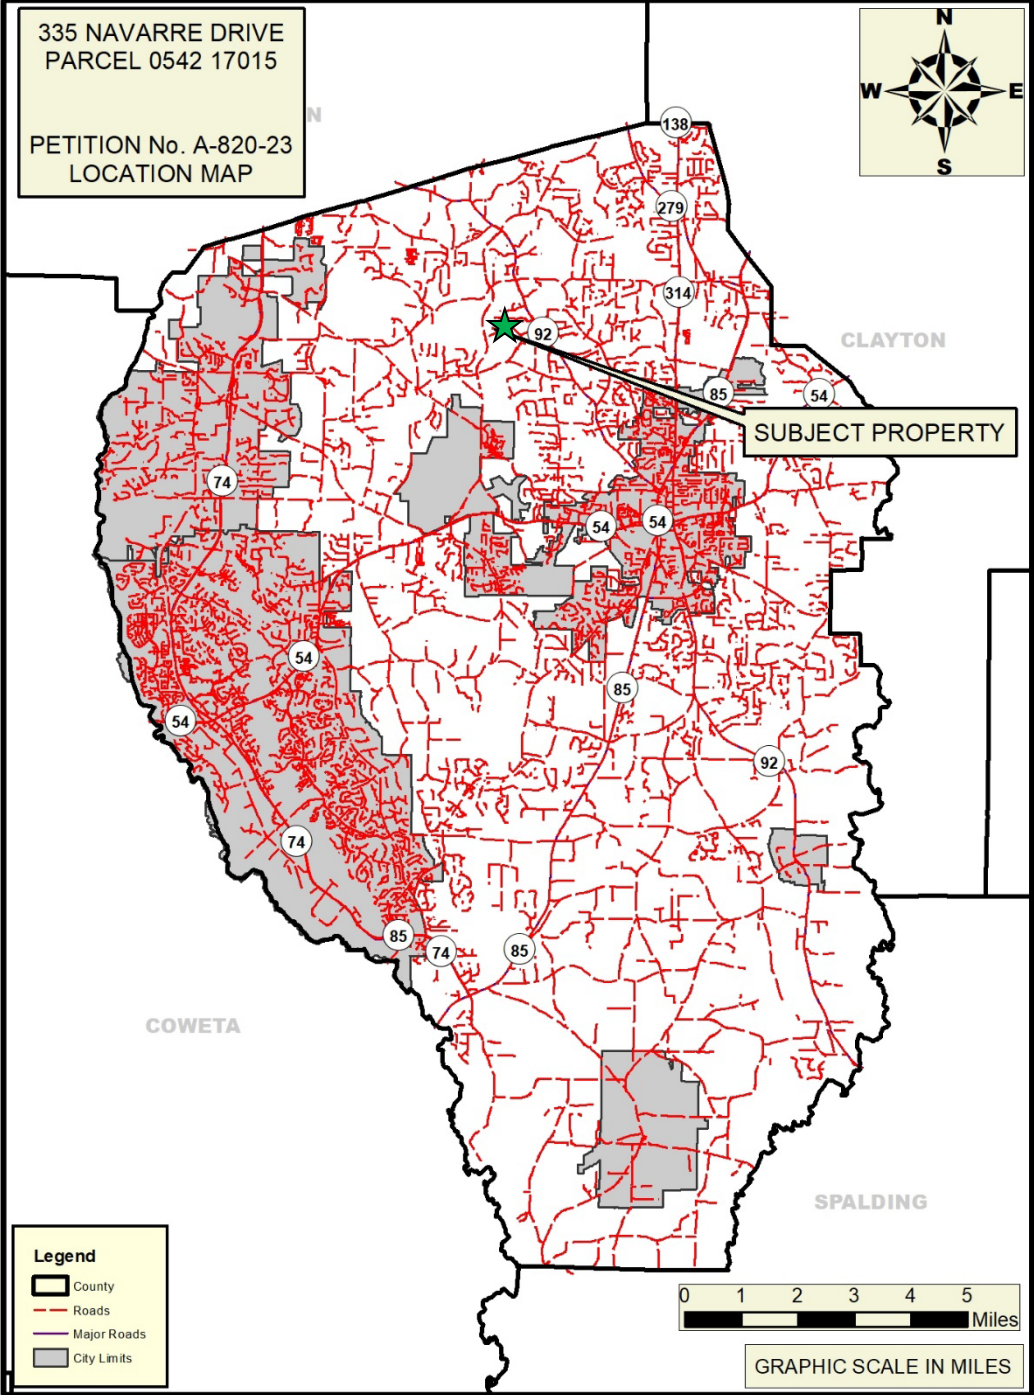 335 NAVARRE DRIVE
PARCEL 0542 17015
PETITION No. A-820-23
LOCATION MAP
N
W
E
S
N
138
279
314
92
CLAYTON
85
54
SUBJECT PROPERTY
74
54
54
54
85
54
92
74
85
74
85
COWETA
SPALDING
Legend
County
Roads
Major Roads
City Limits
0 1 2 3 4 5
Miles
GRAPHIC SCALE IN MILES